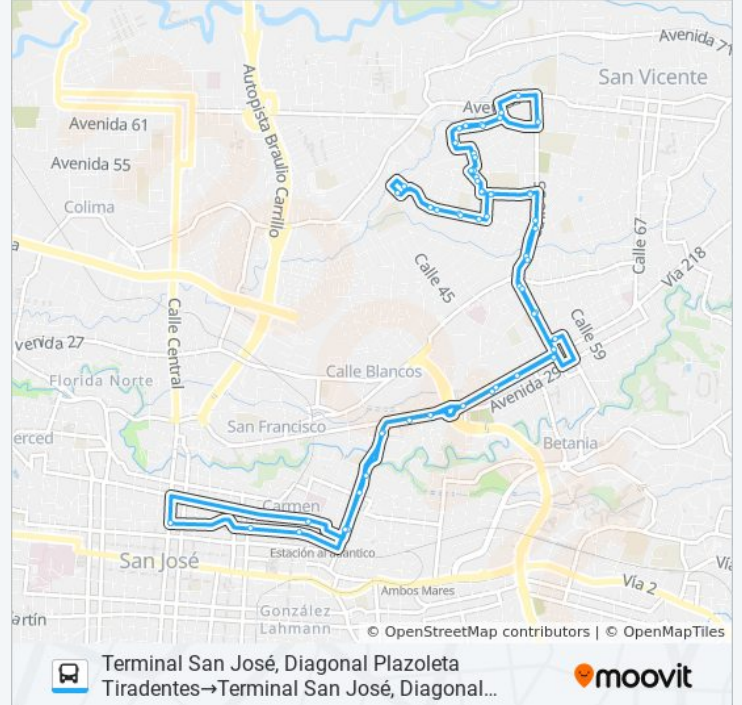 Avenida 71
San Vicente
Autopista Braulio Carrillo
Avenida 61
Avenida 55
Colima
Calle 67
Vía 218
Calle 45
Calle Central
Calle 59
venida 27
Calle Blancos
Florida Norte
Avenida 29
San Francisco
erced
Betania
Carmen
Estación al
San José
Vía 2
Ambos Mares
González
Lahmann
© OpenStreetMap contributors | © OpenMapTiles
Terminal San José, Diagonal Plazoleta
Tiradentes→Terminal San José, Diagonal...
moovit